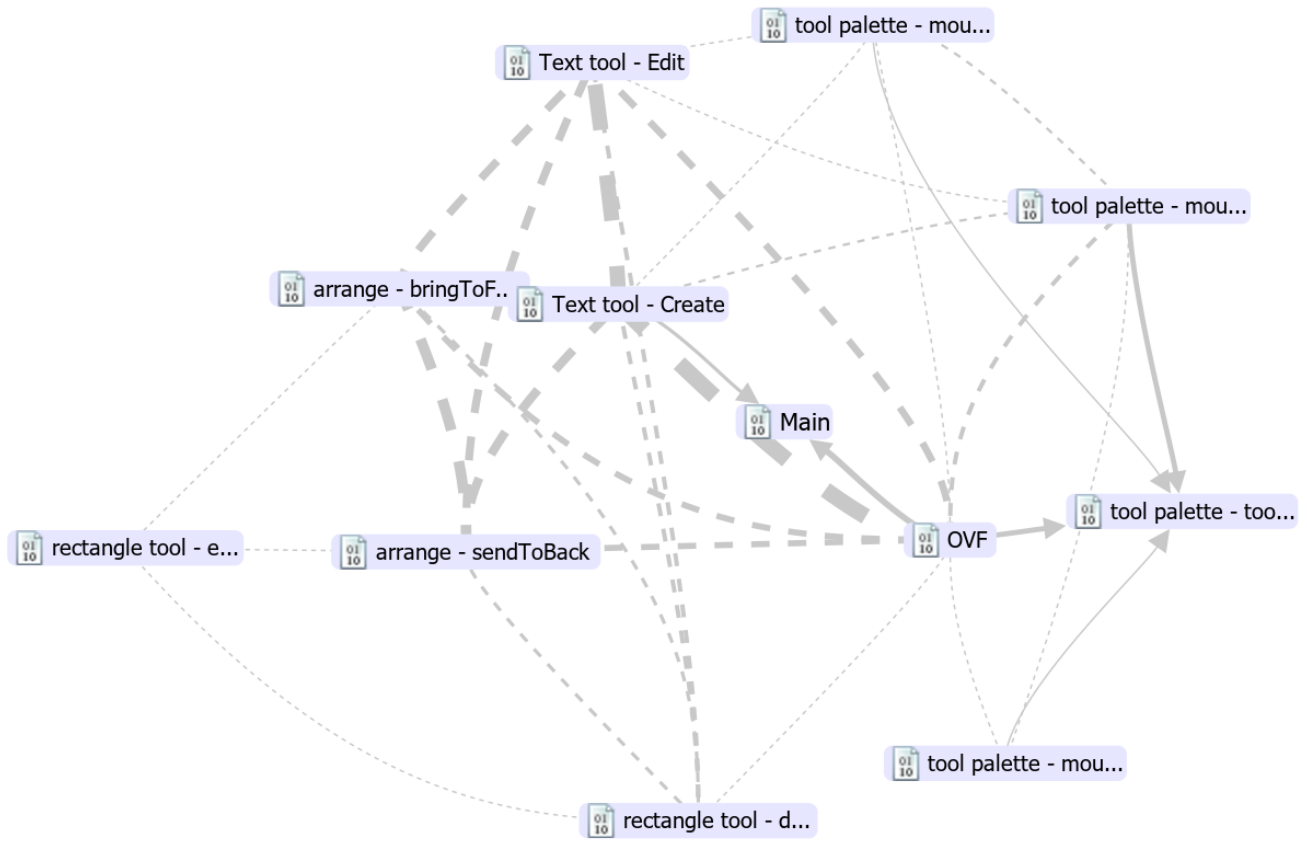 tool palette - mou...
Text tool - Edit
tool palette - mou...
arrange - bringToF...
Text tool - Create
Main
tool palette - too...
OVF
rectangle tool - e...
arrange - sendToBack
tool palette - mou...
rectangle tool - d...